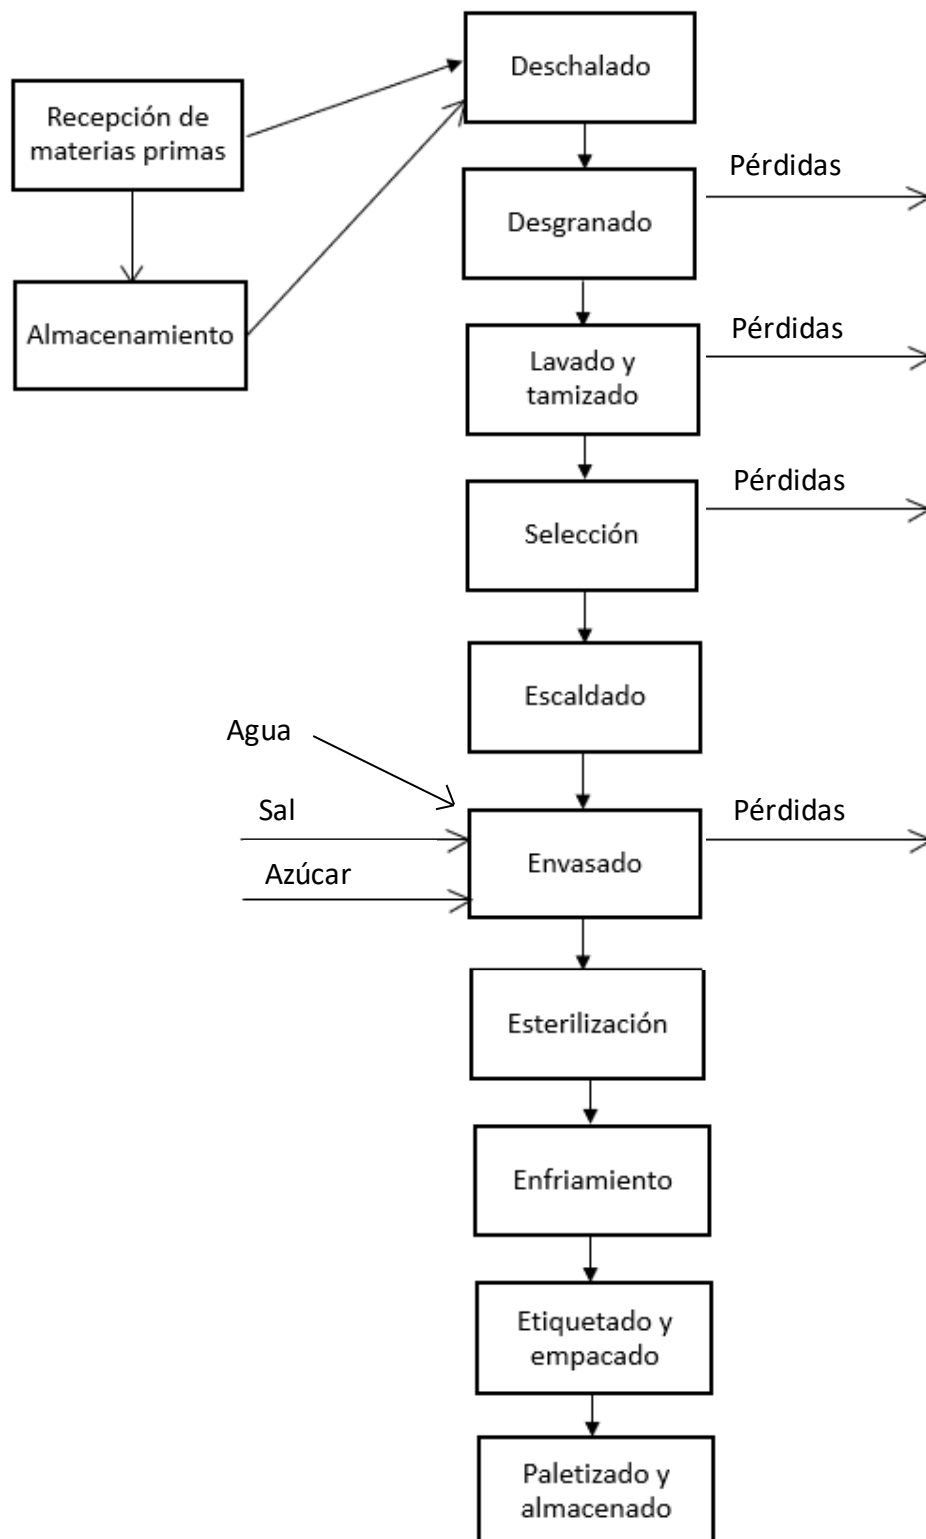 Deschalado
Recepción de
materias primas
Pérdidas
Desgranado
Almacenamiento
Pérdidas
Lavado y
tamizado
Pérdidas
Selección
Escaldado
Agua
Sal
Pérdidas
Azúcar
Envasado
Esterilización
Enfriamiento
Etiquetado y
empacado
Paletizado y
almacenado